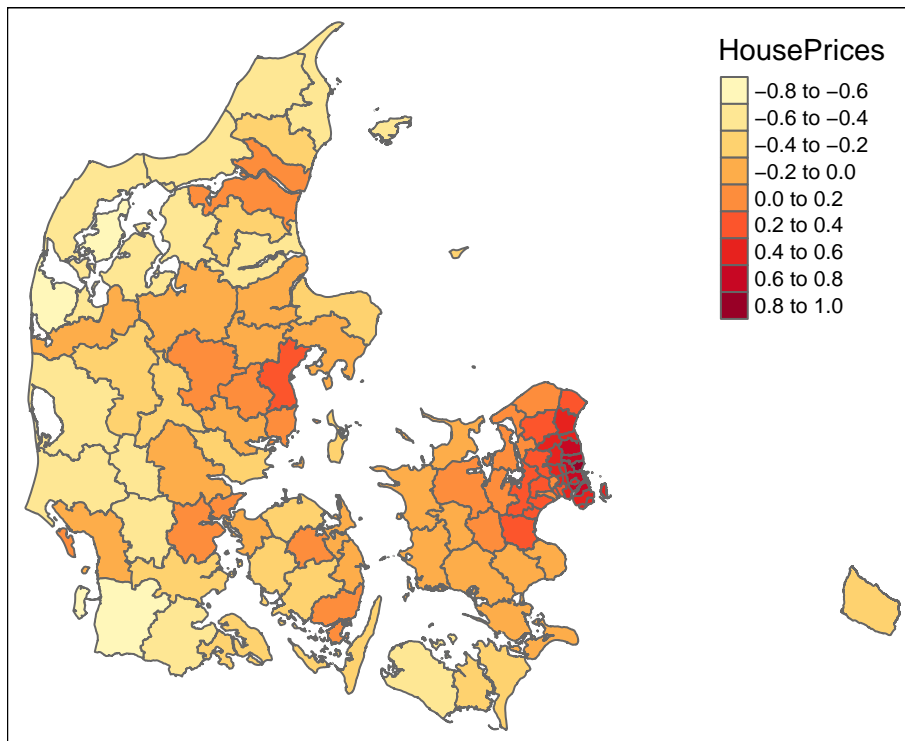 HousePrices
−0.8 to −0.6
−0.6 to −0.4
−0.4 to −0.2
−0.2 to 0.0
0.0 to 0.2
0.2 to 0.4
0.4 to 0.6
0.6 to 0.8
0.8 to 1.0